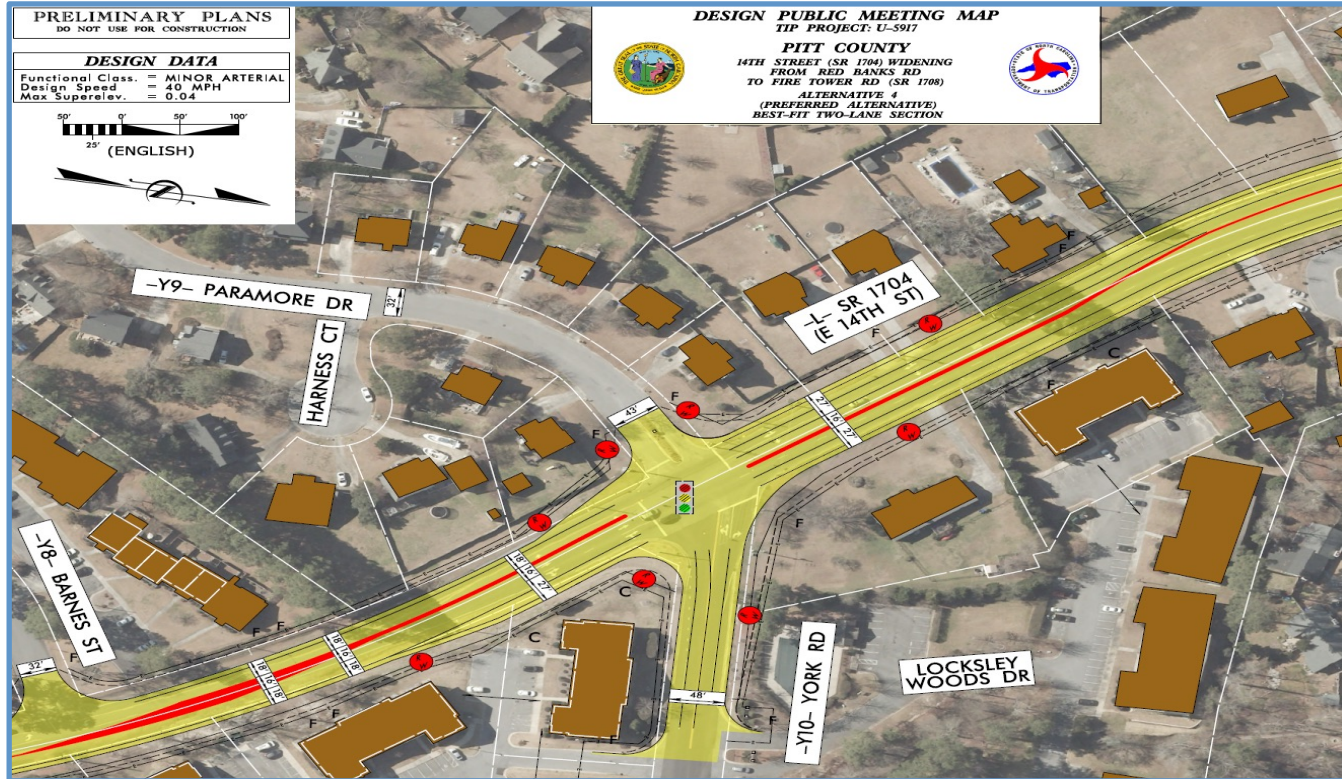 PRELIMINARY PLANS
DO NOT USE FOR CONSTRUCTION
DESIGN DATA
Functional Class. = MINOR ARTERIAL
Design Speed = 40 MPH
Max Superelev. = 0.04
50' 0' 50' 100'
25'
(ENGLISH)
DESIGN PUBLIC MEETING MAP
TIP PROJECT: U-5917
PITT COUNTY
14TH STREET (SR 1704) WIDENING
FROM RED BANKS RD
TO FIRE TOWER RD (SR 1708)
ALTERNATIVE 4
(PREFERRED ALTERNATIVE)
BEST-FIT TWO-LANE SECTION
-Y9- PARAMORE DR
32'
HARNESS CT
-L- SR 1704
(E 14TH ST)
F
F
F
C
F
27' 16' 27'
43'
F
F
F
18' 16' 27'
C
C
-Y8- BARNES ST
F
F
F
32'
18' 16' 18'
18' 16' 18'
F
F
F
48'
F
-Y10- YORK RD
LOCKSLEY
WOODS DR